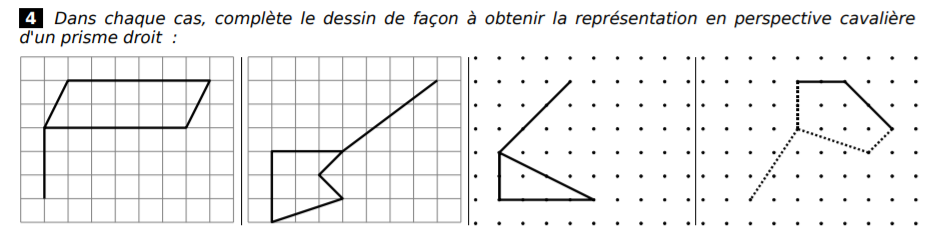 4 Dans chaque cas, complète le dessin de façon à obtenir la représentation en perspective cavalière
d'un prisme droit :